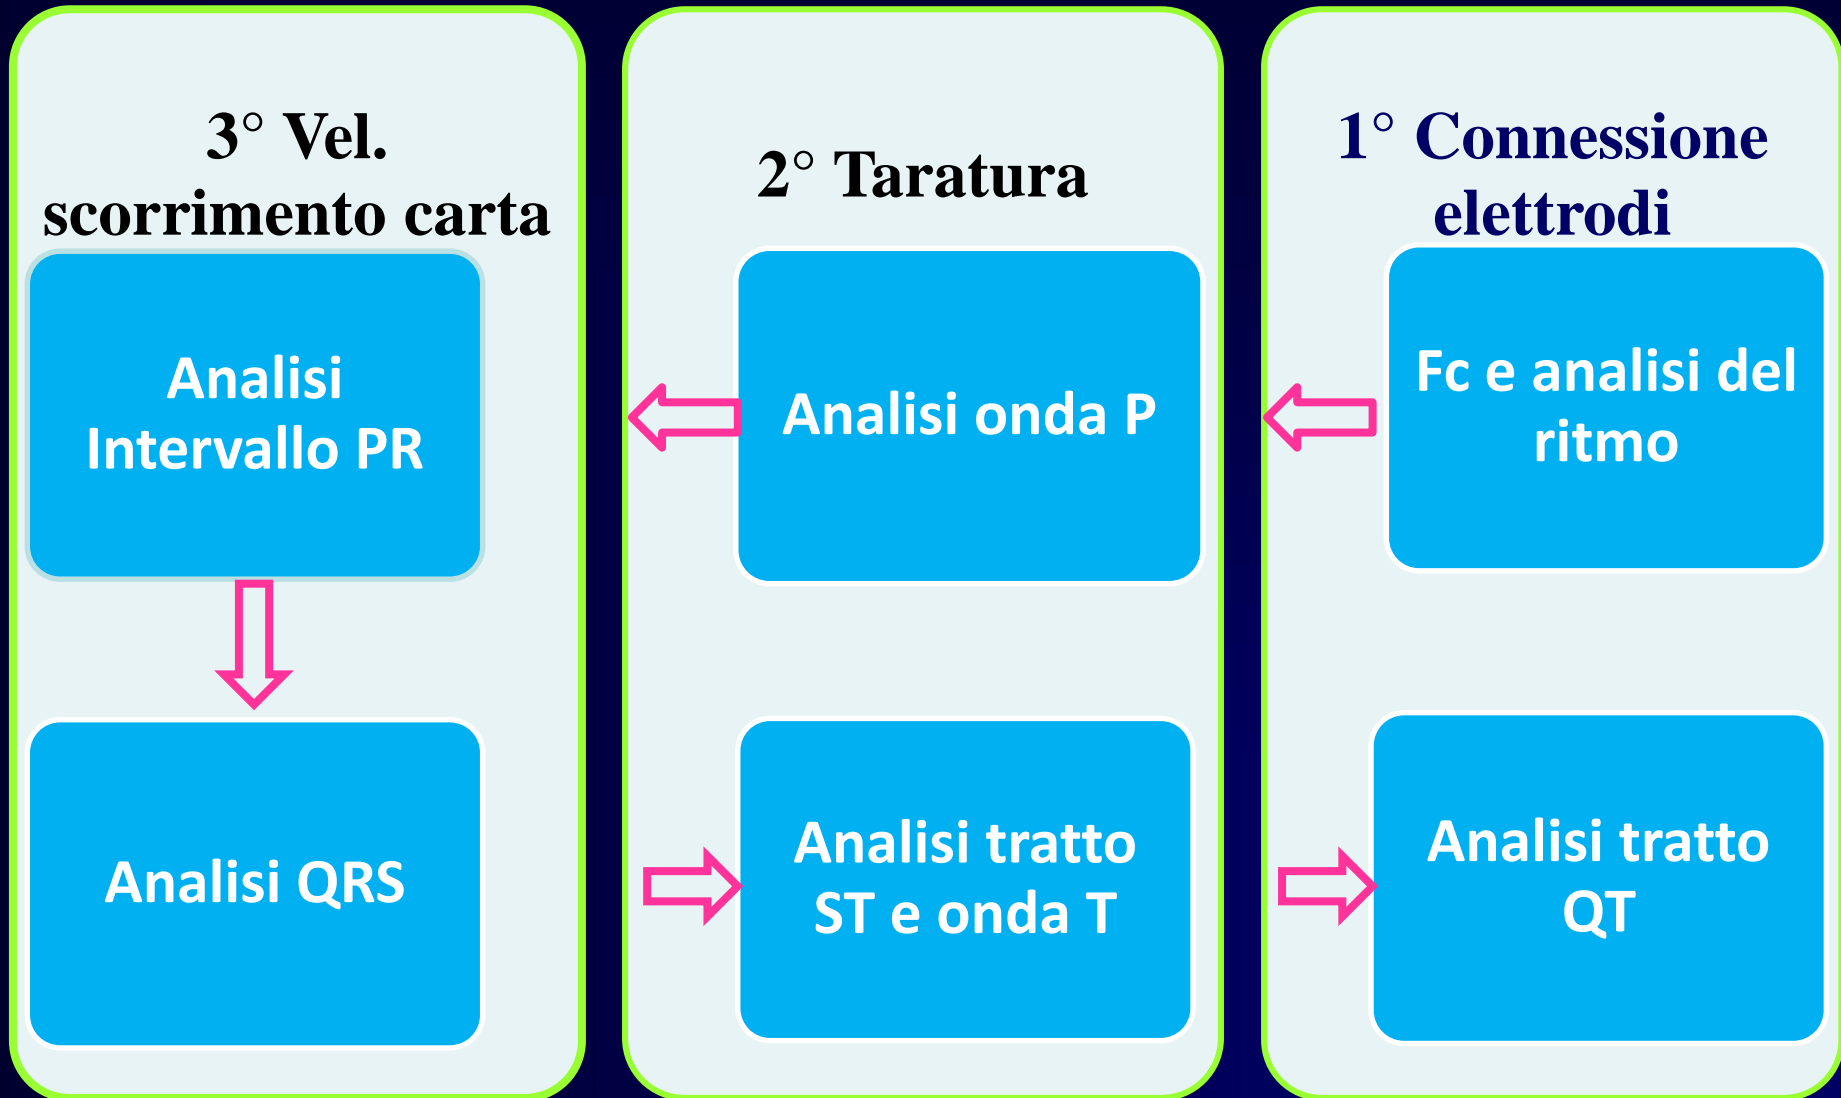 3° Vel.
scorrimento carta
Analisi
Intervallo PR
Analisi QRS
2° Taratura
Analisi onda P
Analisi tratto
ST e onda T
1° Connessione
elettrodi
Fc e analisi del
ritmo
Analisi tratto
QT